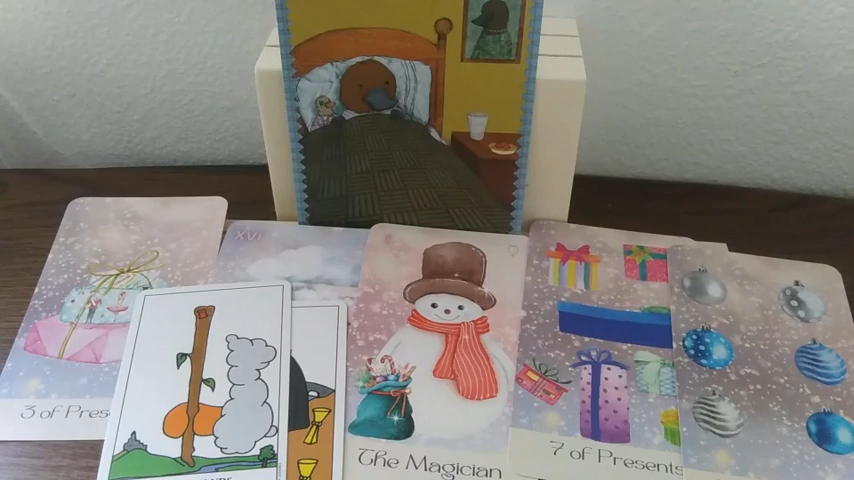 XVI
3 of Pres
The Magician
7 of Presents